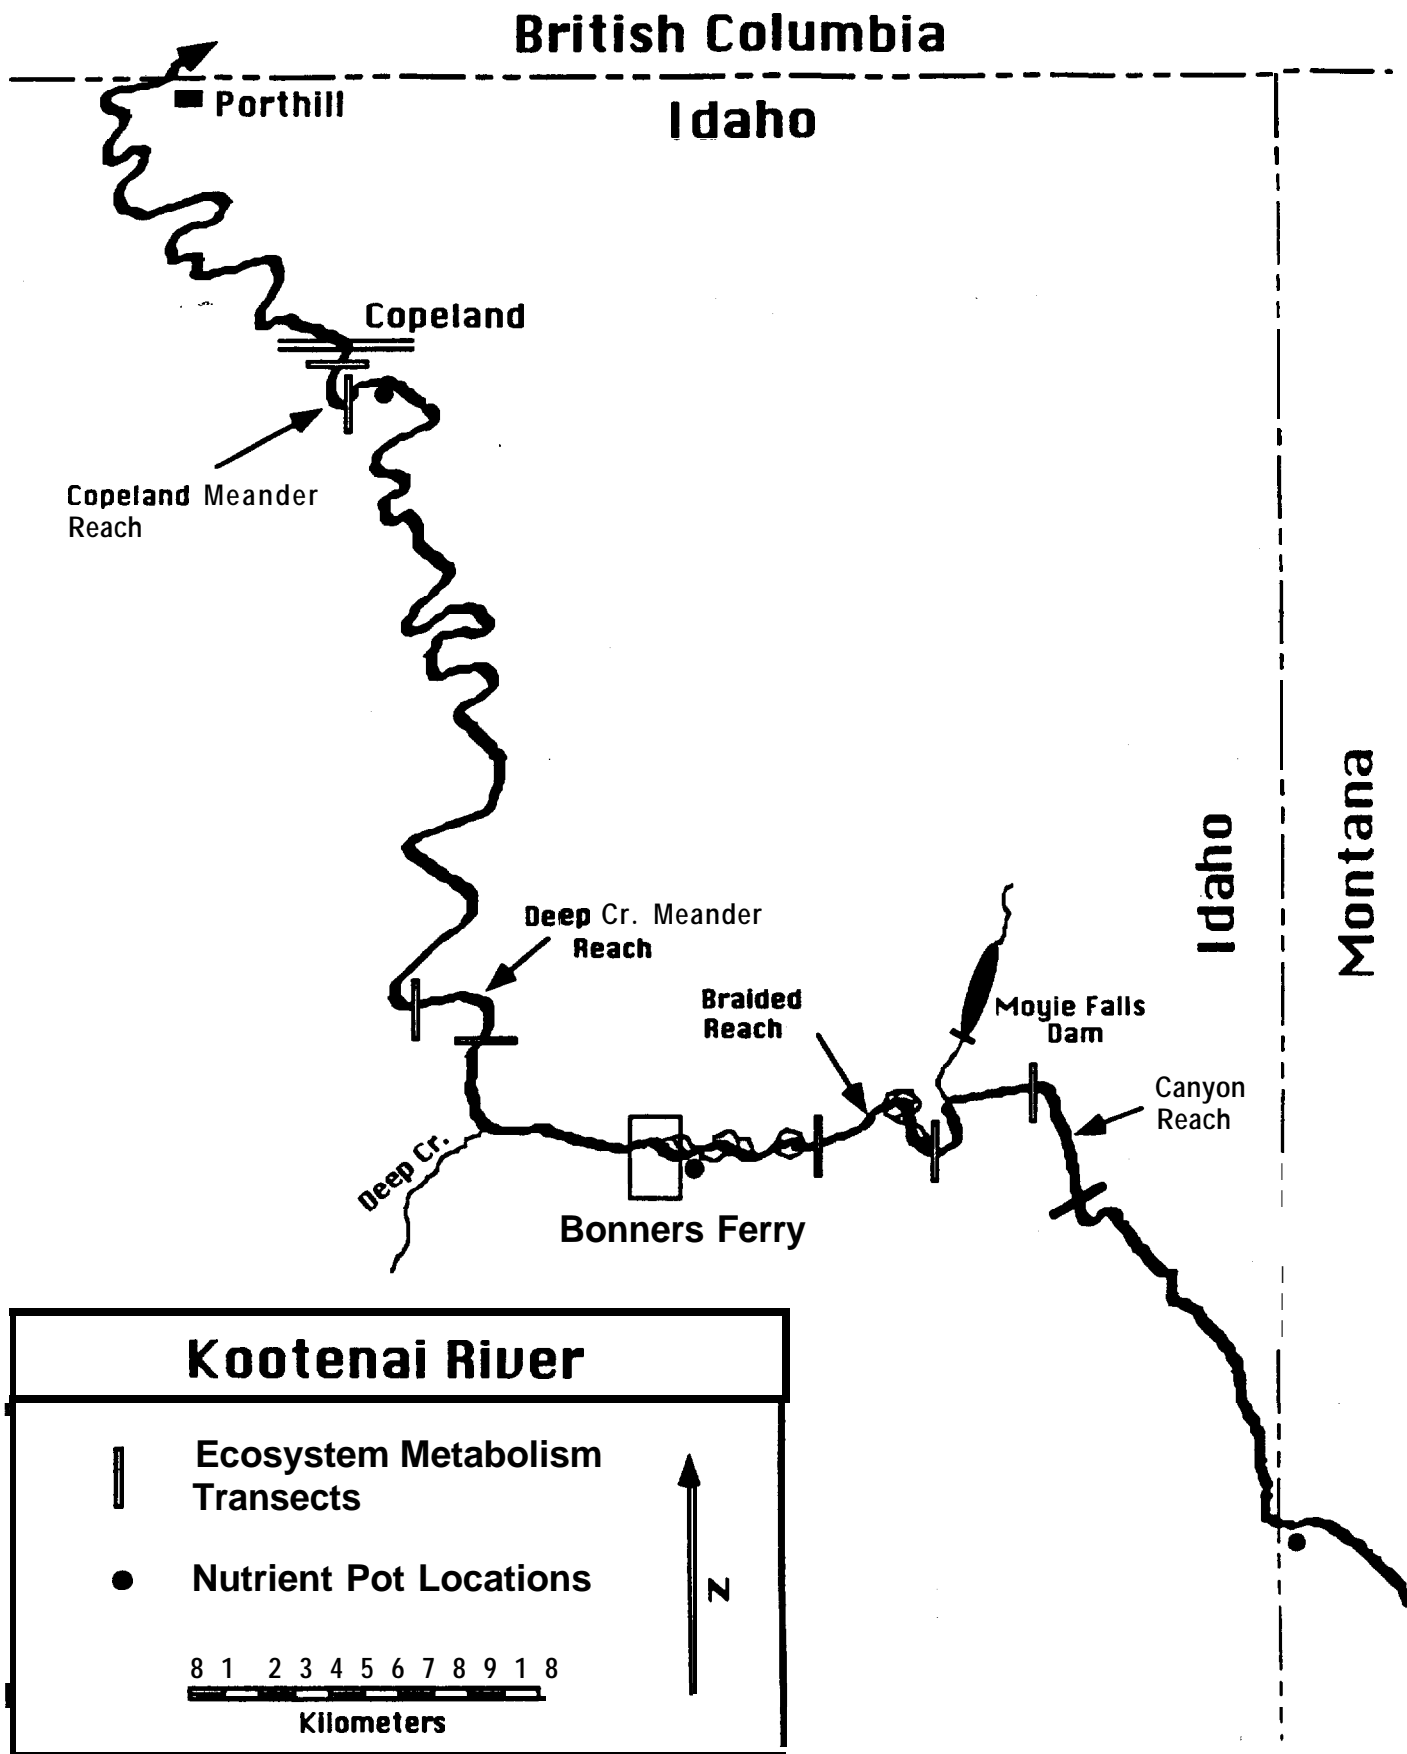 British Columbia
Porthill
Idaho
Copeland
Copeland Meander
Reach
Idaho
Montana
Deep Cr. Meander
Reach
Braided
Reach
Moyie Falls
Dam
Canyon
Reach
Deep Cr.
Bonners Ferry
Kootenai River
Ecosystem Metabolism
Transects
Nutrient Pot Locations
N
8 1 2 3 4 5 6 7 8 9 1 8
Kilometers